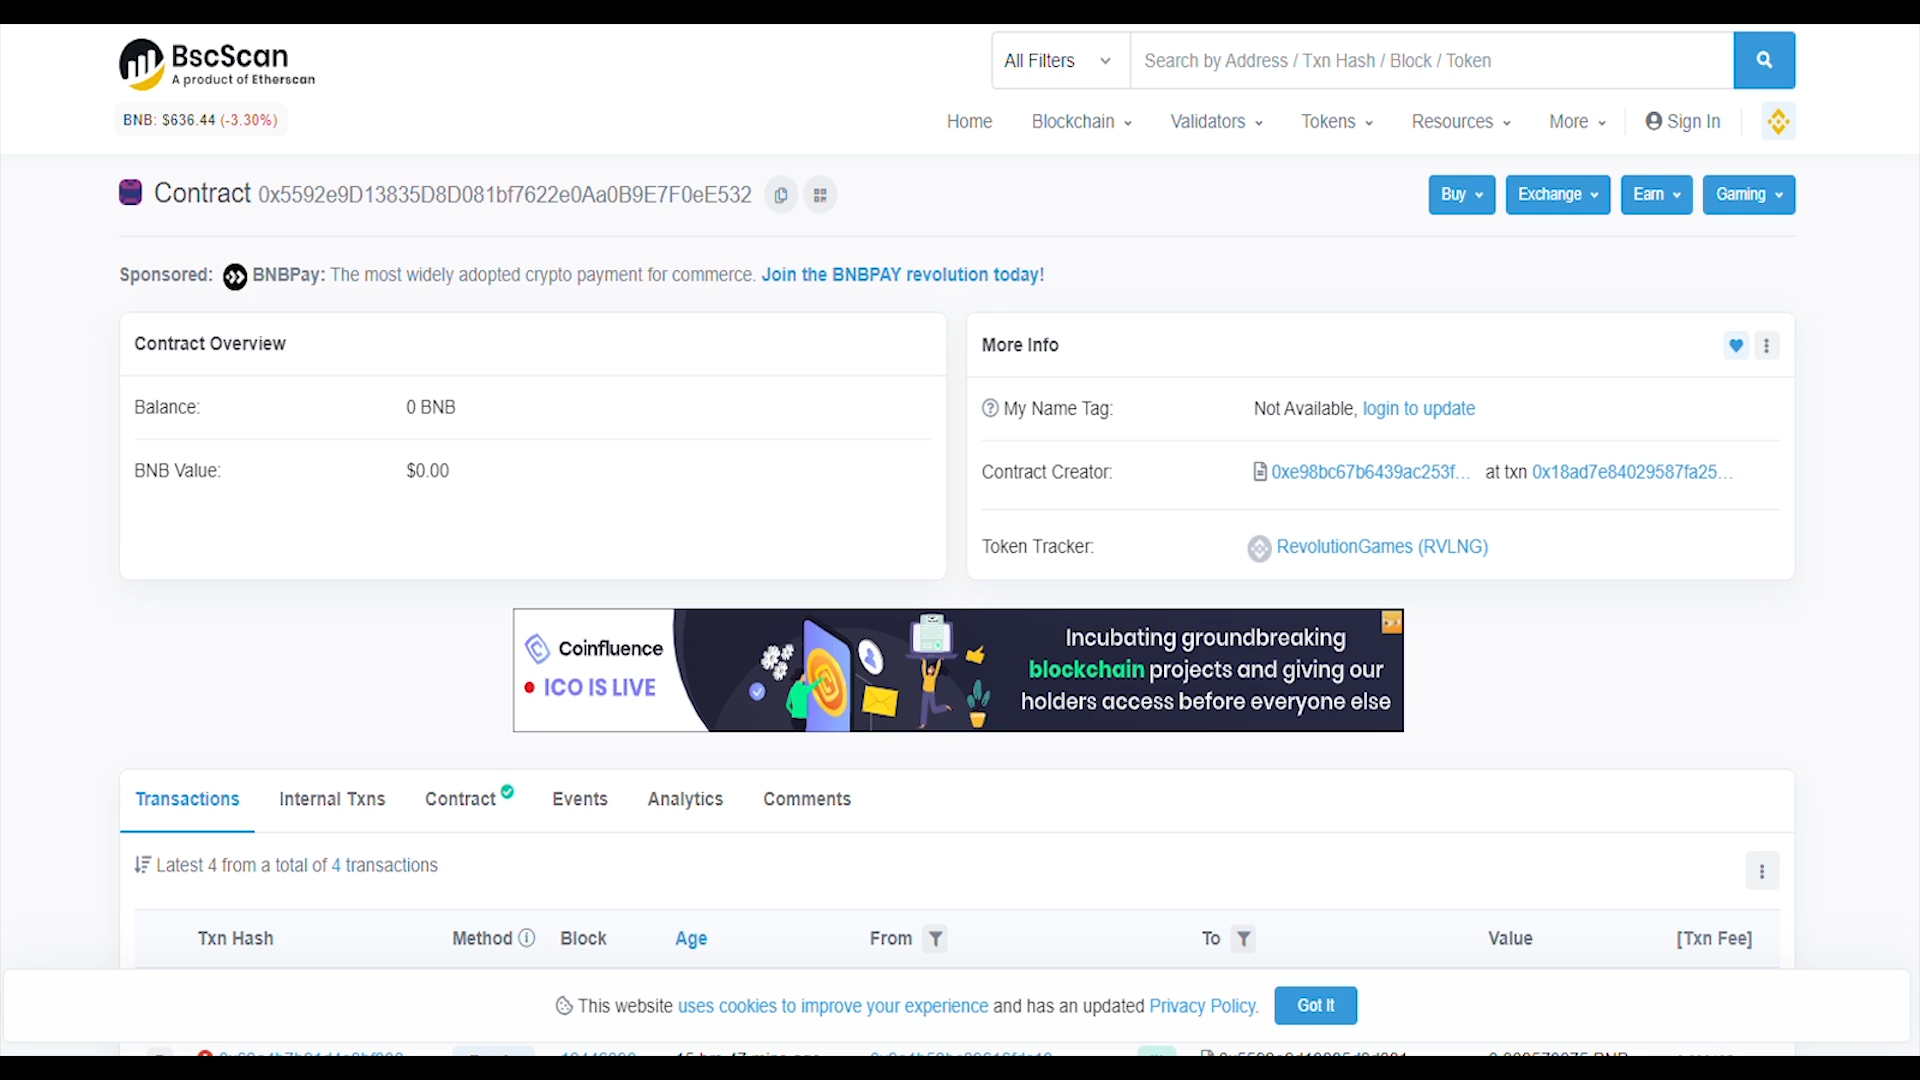 BscScan
A product of Etherscan
All Filters
Search by Address / Txn Hash / Block / Token
BNB: $636.44 (-3.30%)
Home Blockchain Validators Tokens Resources More Sign In
Contract 0x5592e9D13835D8D081bf7622e0Aa0B9E7F0eE532
Buy Exchange Earn Gaming
Sponsored: BNBPay: The most widely adopted crypto payment for commerce. Join the BNBPAY revolution today!
Contract Overview
Balance: 0 BNB
BNB Value: $0.00
More Info
My Name Tag: Not Available, login to update
Contract Creator: 0xe98bc67b6439ac253f... at txn 0x18ad7e84029587fa25...
Token Tracker: RevolutionGames (RVLNG)
Coinfluence
ICO IS LIVE
Incubating groundbreaking
blockchain projects and giving our
holders access before everyone else
Transactions Internal Txns Contract Events Analytics Comments
Latest 4 from a total of 4 transactions
Txn Hash Method Block Age From To Value [Txn Fee]
This website uses cookies to improve your experience and has an updated Privacy Policy. Got It